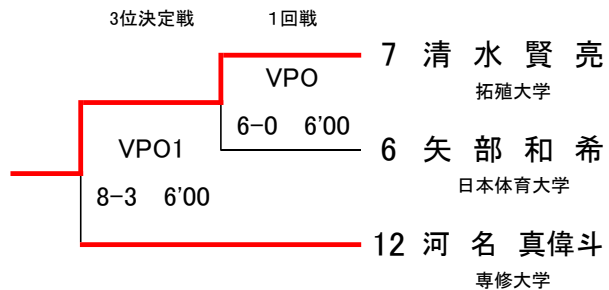 3位決定戦 1回戦
7 清水賢亮
拓殖大学
VPO
6-0 6'00
6 矢部和希
日本体育大学
VPO1
8-3 6'00
12 河名真偉斗
専修大学